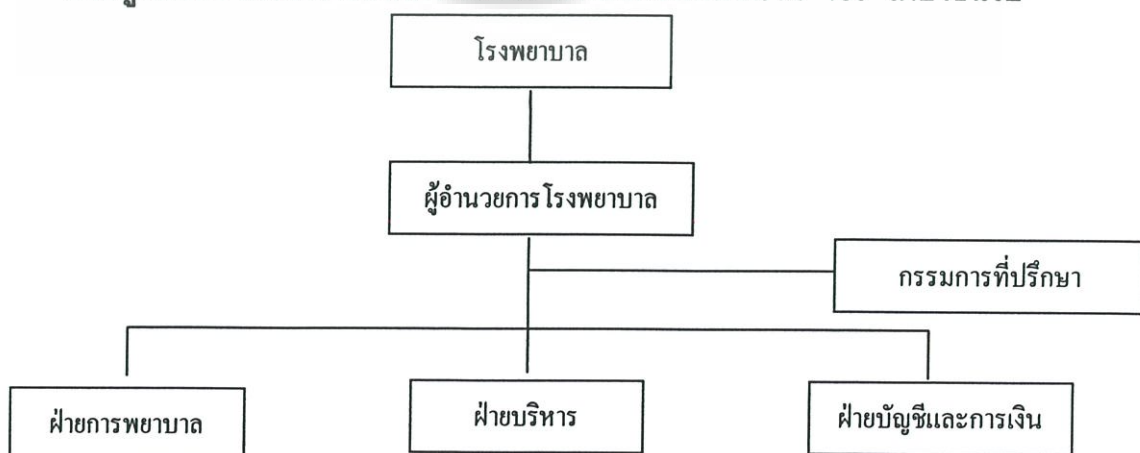 โรงพยาบาล
ผู้อำนวยการโรงพยาบาล
กรรมการที่ปรึกษา
ฝ่ายการพยาบาล
ฝ่ายบริหาร
ฝ่ายบัญชีและการเงิน